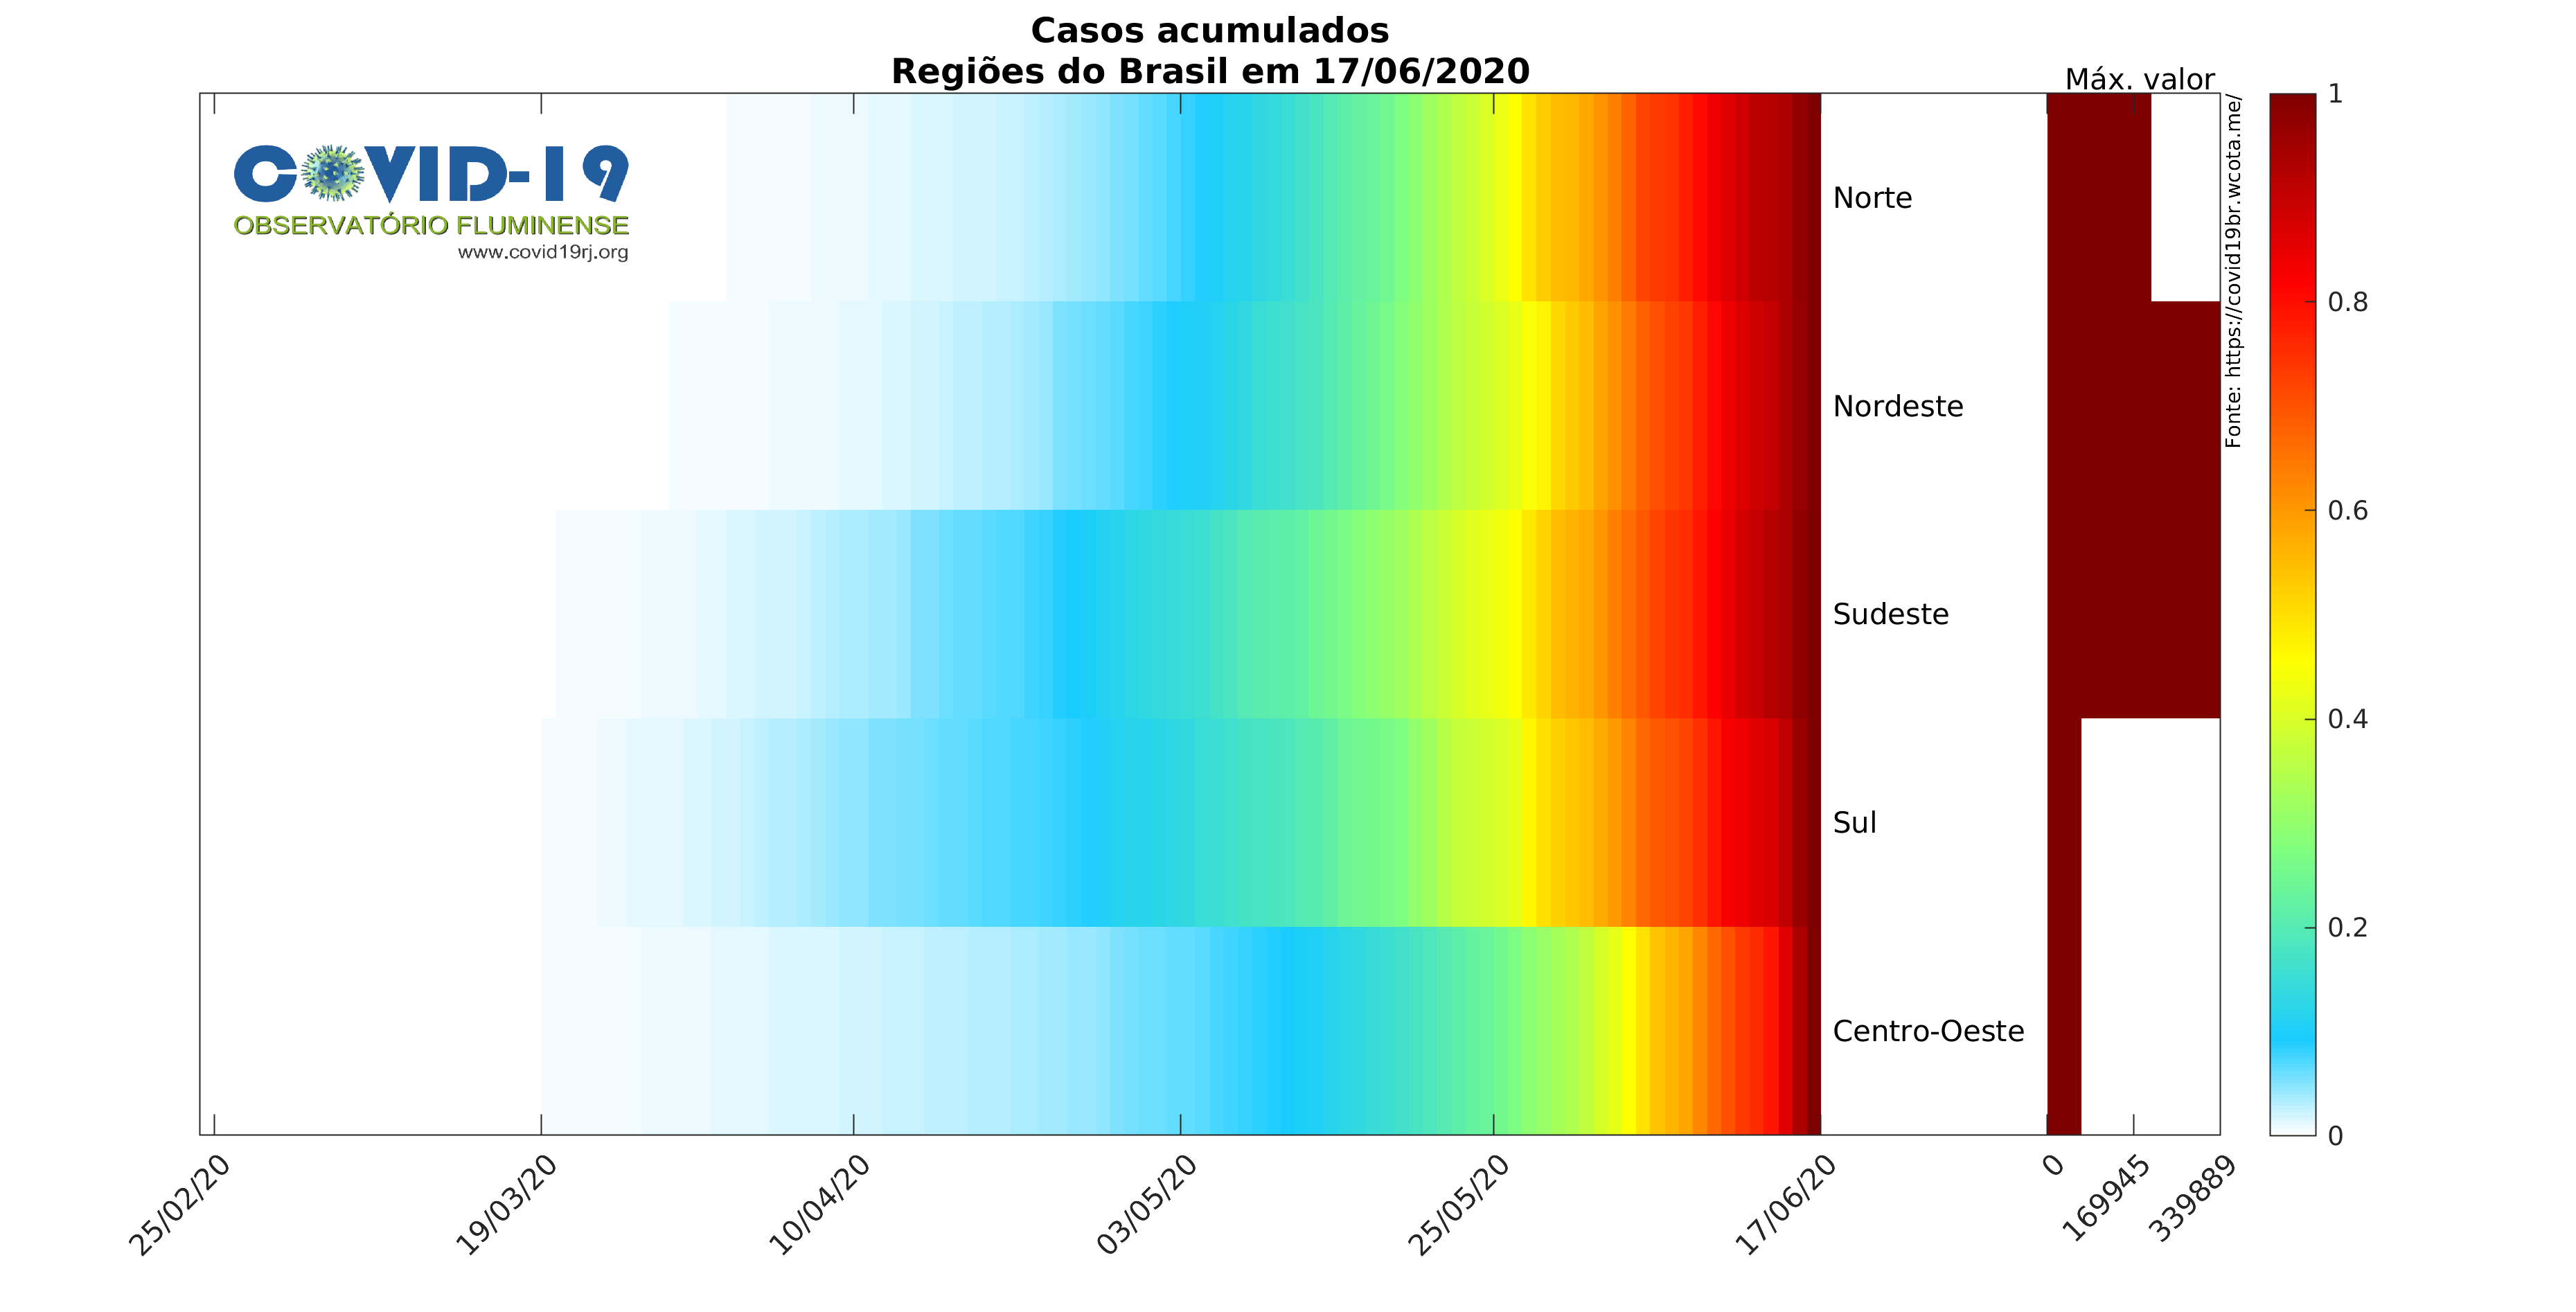 Casos acumulados
Regiões do Brasil em 17/06/2020
Máx. valor
COVID-19
OBSERVATÓRIO FLUMINENSE
www.covid19rj.org
Norte
Nordeste
Sudeste
Sul
Centro-Oeste
Fonte: https://covid19br.wcota.me/
1
0.8
0.6
0.4
0.2
0
25/02/20
19/03/20
10/04/20
03/05/20
25/05/20
17/06/20
0
169945
339889